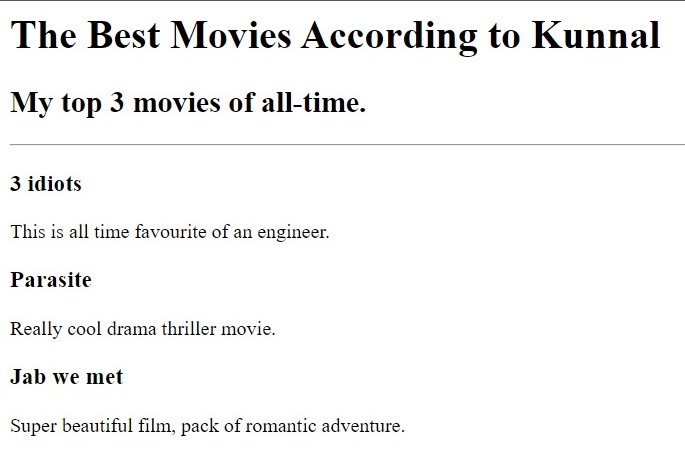 The Best Movies According to Kunnal
My top 3 movies of all-time.
3 idiots
This is all time favourite of an engineer.
Parasite
Really cool drama thriller movie.
Jab we met
Super beautiful film, pack of romantic adventure.